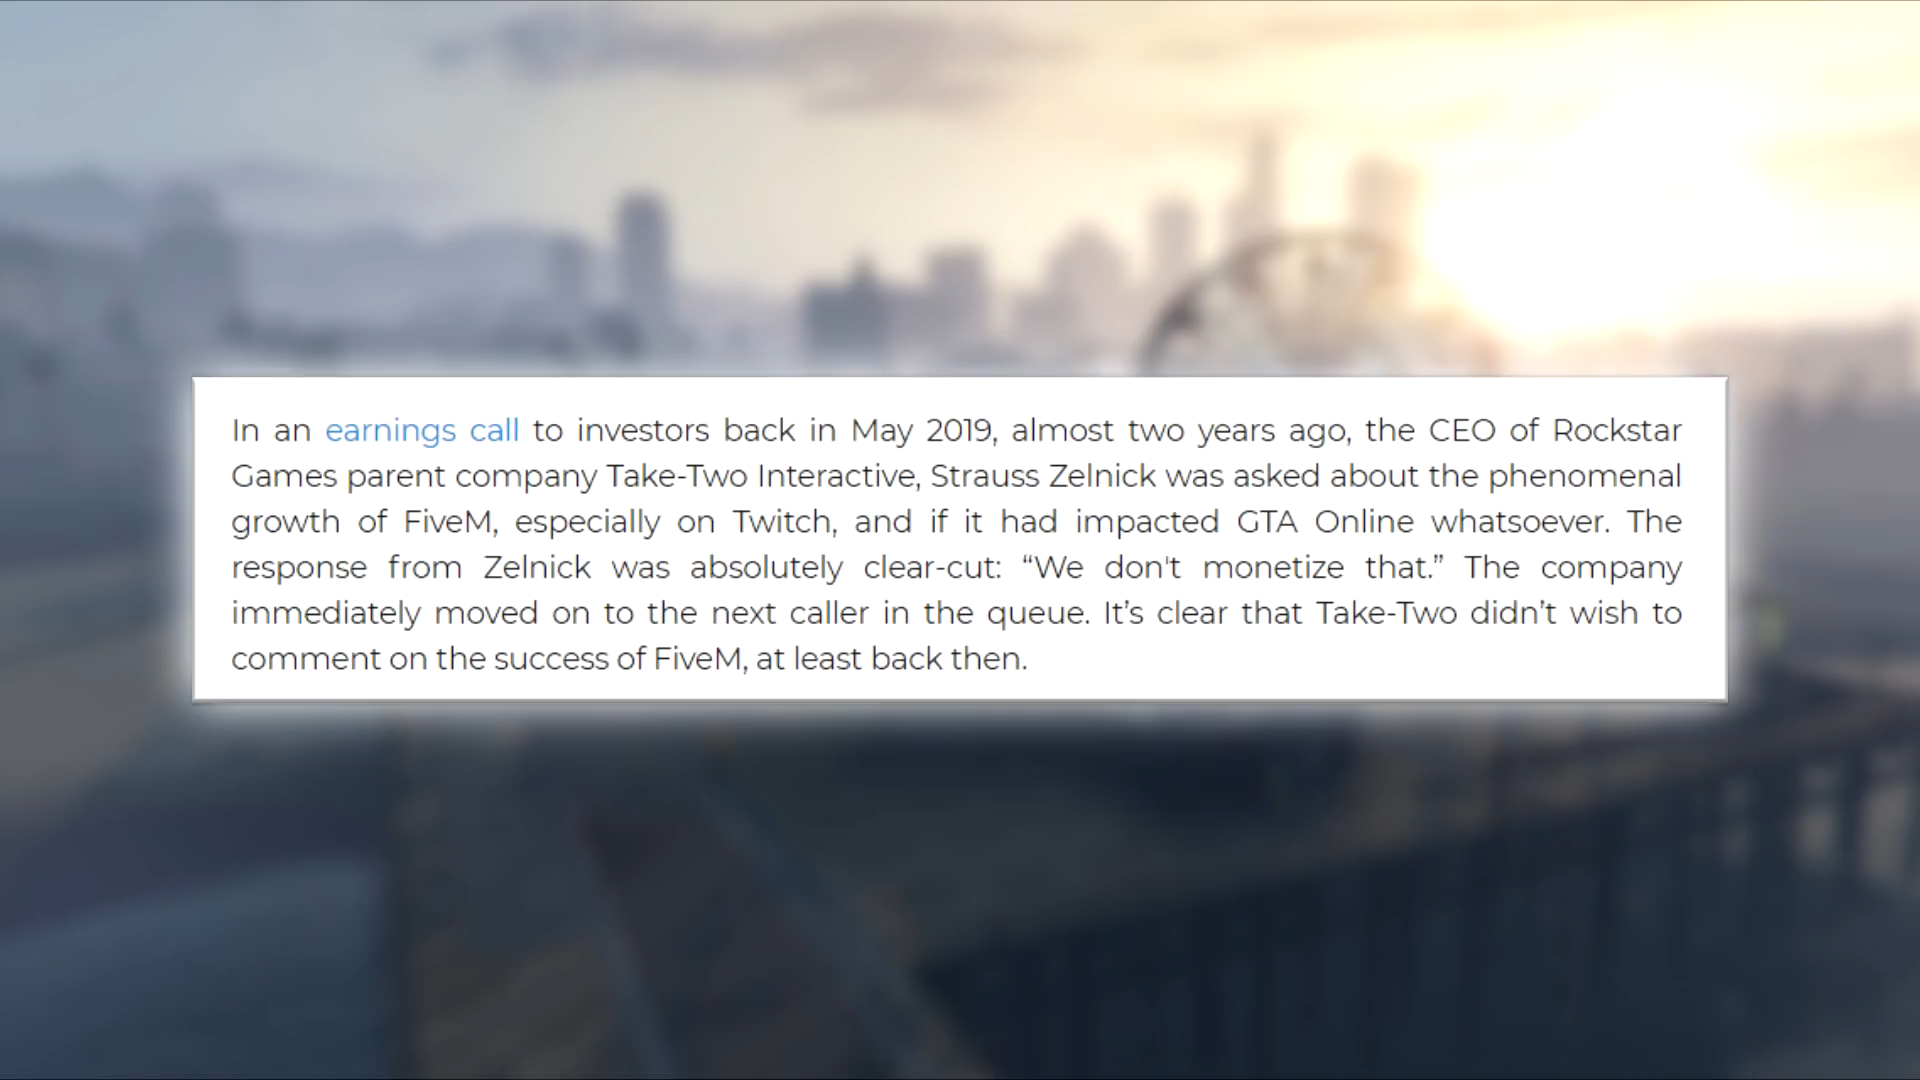 In an earnings call to investors back in May 2019, almost two years ago, the CEO of Rockstar
Games parent company Take-Two Interactive, Strauss Zelnick was asked about the phenomenal
growth of FiveM, especially on Twitch, and if it had impacted GTA Online whatsoever. The
response from Zelnick was absolutely clear-cut: “We don't monetize that.” The company
immediately moved on to the next caller in the queue. It’s clear that Take-Two didn’t wish to
comment on the success of FiveM, at least back then.